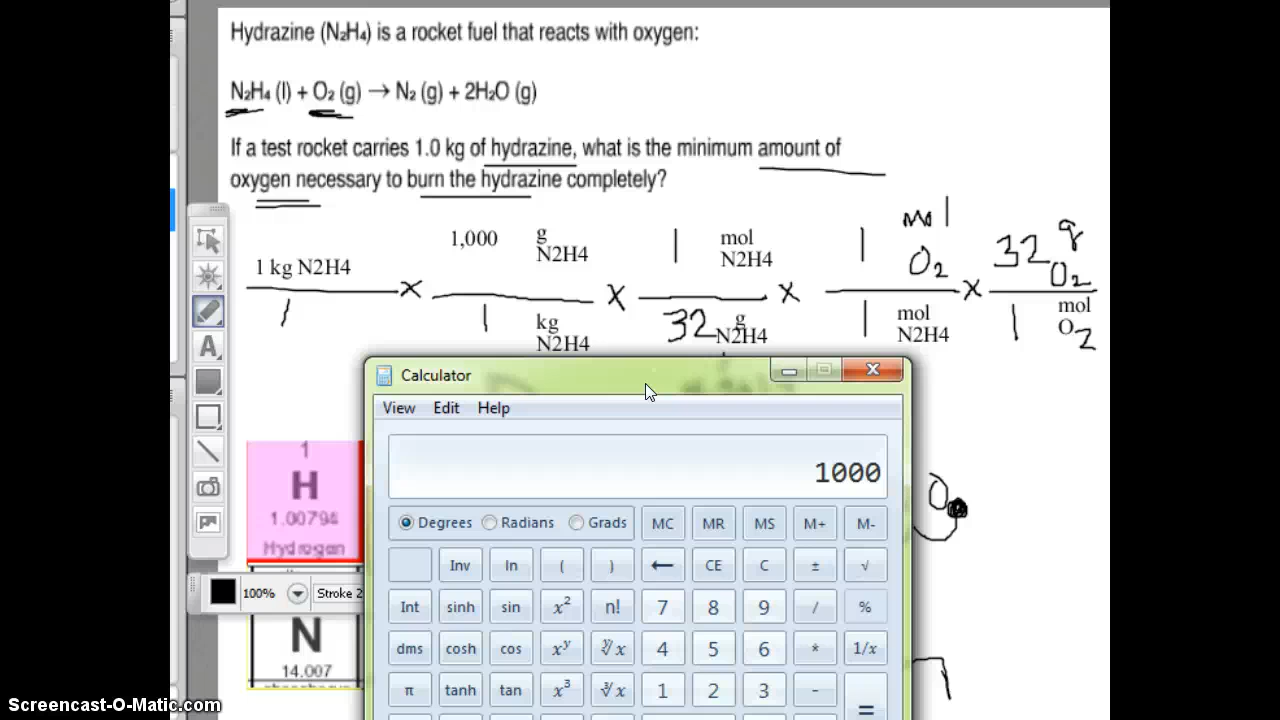 Hydrazine (N₂H₄) is a rocket fuel that reacts with oxygen:
N₂H₄ (l) + O₂ (g) → N₂ (g) + 2H₂O (g)
If a test rocket carries 1.0 kg of hydrazine, what is the minimum amount of
oxygen necessary to burn the hydrazine completely?
1 kg N2H4
1
×
1,000 g N2H4
1 kg N2H4
×
1 mol N2H4
32 g N2H4
×
1 mol O2
1 mol N2H4
×
32 g O2
1 mol O2
Calculator
View Edit Help
1000
Degrees Radians Grads MC MR MS M+ M-
Inv ln ( ) ← CE C ± √
Int sinh sin x² n! 7 8 9 / %
dms cosh cos xʸ ʸ√x 4 5 6 * 1/x
π tanh tan x³ ³√x 1 2 3 - =
1
H
1.00794
Hydrogen
100% Stroke 2
N
14.007
A
O
Screencast-O-Matic.com